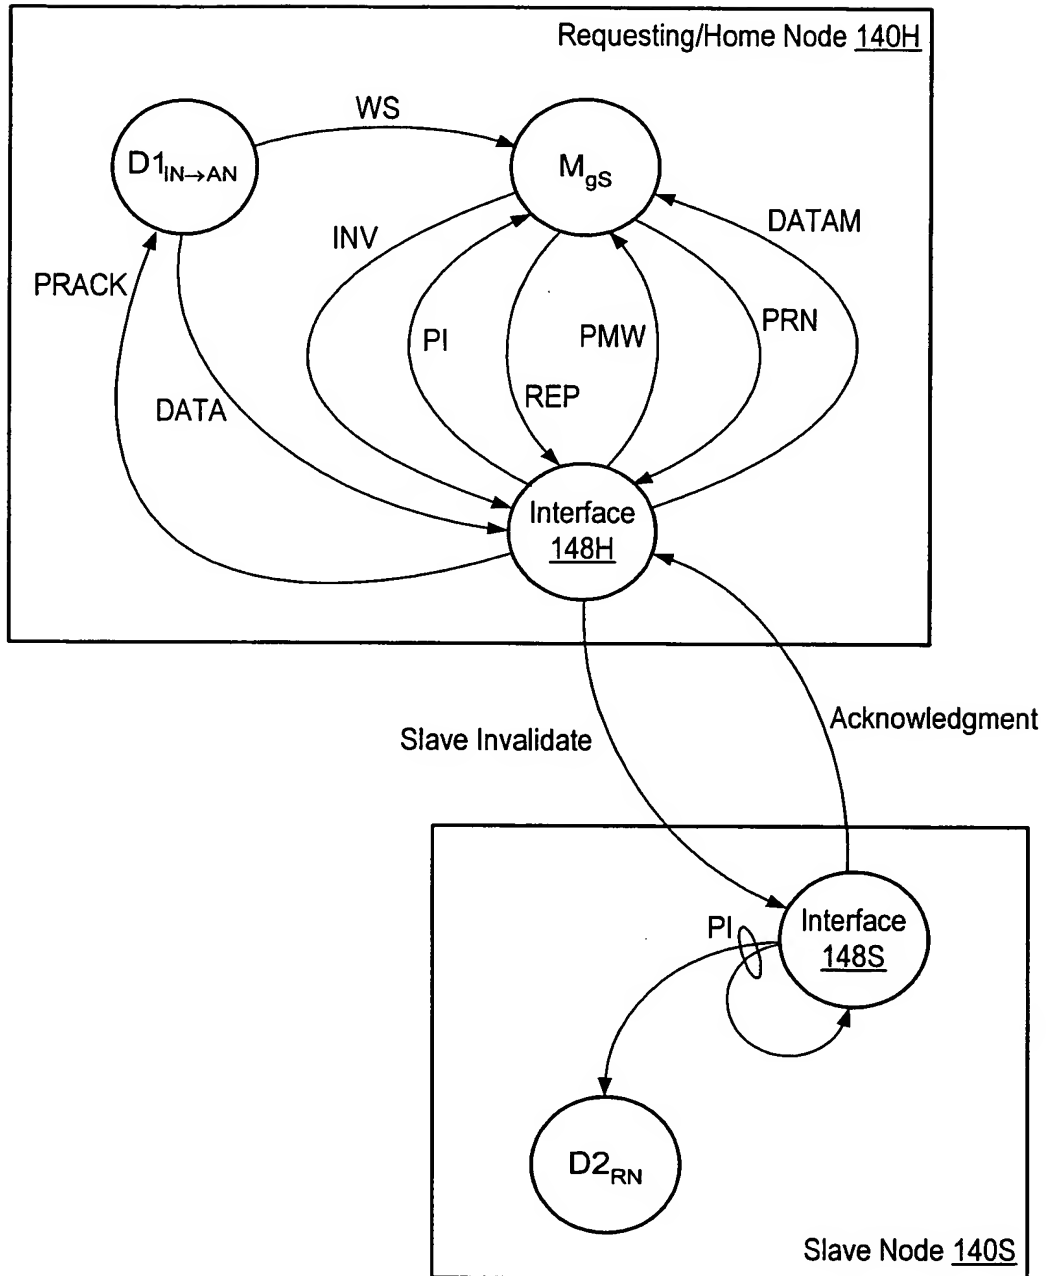 Requesting/Home Node 140H
WS
D1IN→AN
MgS
DATAM
INV
PRACK
PI
PMW
PRN
REP
DATA
Interface
148H
Slave Invalidate
Acknowledgment
PI
Interface
148S
D2RN
Slave Node 140S